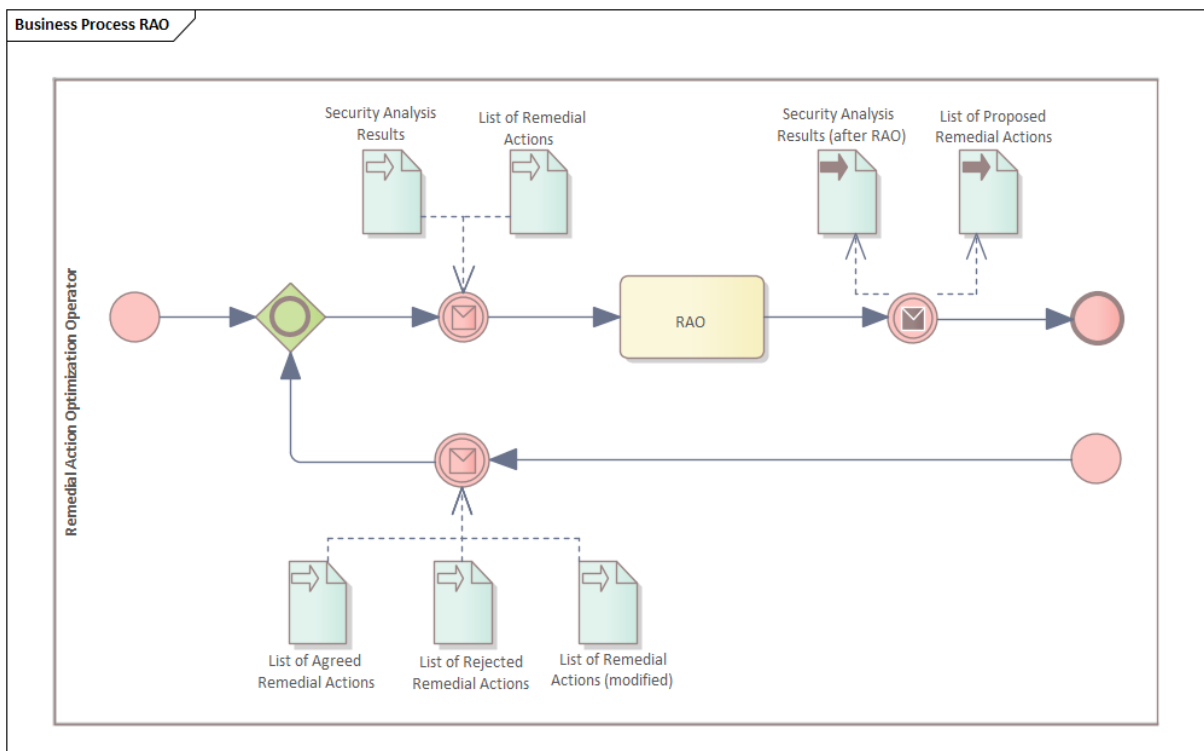 Business Process RAO
Remedial Action Optimization Operator
Security Analysis
Results
List of Remedial
Actions
Security Analysis
Results (after RAO)
List of Proposed
Remedial Actions
RAO
List of Agreed
Remedial Actions
List of Rejected
Remedial Actions
List of Remedial
Actions (modified)